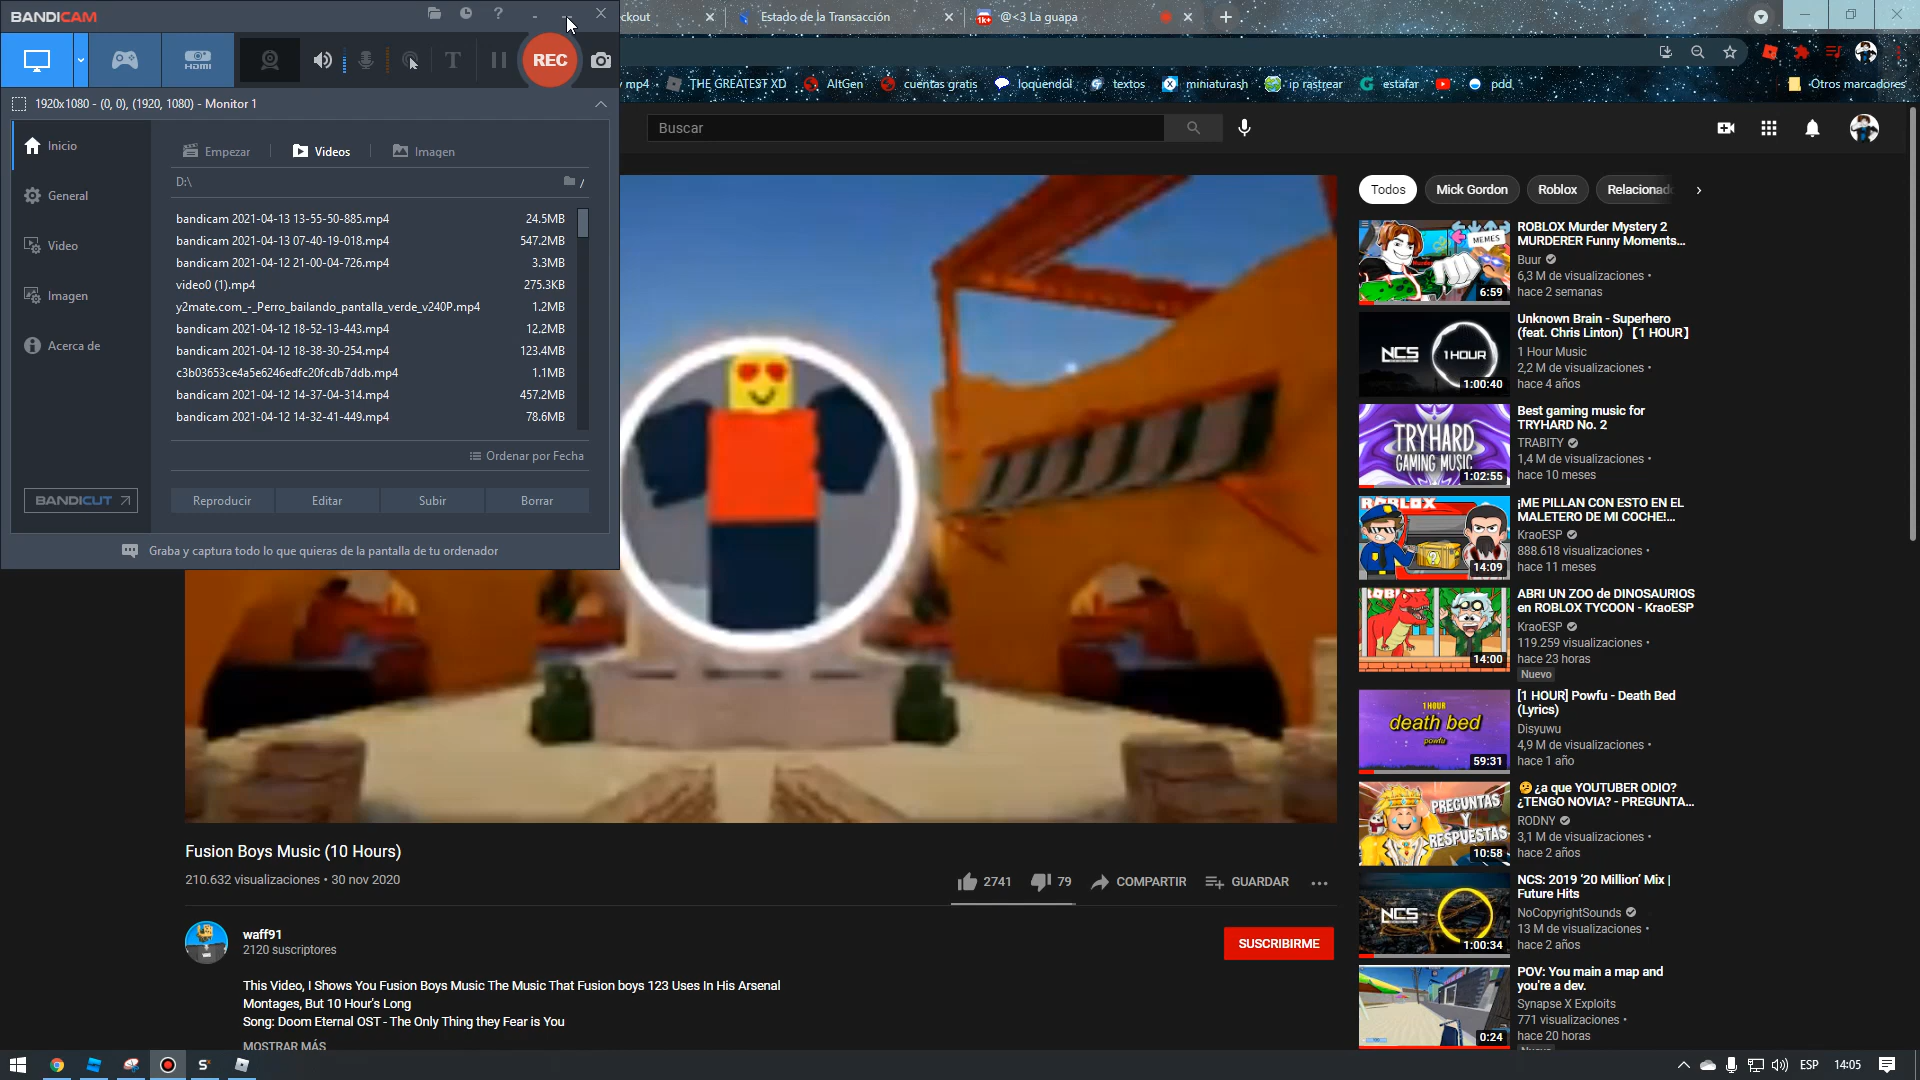 BANDICAM
?
REC
HDMI
T
1920x1080 - (0, 0), (1920, 1080) - Monitor 1
Inicio
General
Video
Imagen
Acerca de
BANDICUT
Empezar
Videos
Imagen
D:\
/
bandicam 2021-04-13 13-55-50-885.mp4 24.5MB
bandicam 2021-04-13 07-40-19-018.mp4 547.2MB
bandicam 2021-04-12 21-00-04-726.mp4 3.3MB
video0 (1).mp4 275.3KB
y2mate.com_-_Perro_bailando_pantalla_verde_v240P.mp4 1.2MB
bandicam 2021-04-12 18-52-13-443.mp4 12.2MB
bandicam 2021-04-12 18-38-30-254.mp4 123.4MB
c3b03653ce4a5e6246edfc20fcdb7ddb.mp4 1.1MB
bandicam 2021-04-12 14-37-04-314.mp4 457.2MB
bandicam 2021-04-12 14-32-41-449.mp4 78.6MB
Ordenar por Fecha
Reproducir
Editar
Subir
Borrar
Graba y captura todo lo que quieras de la pantalla de tu ordenador
ckout
Estado de la Transacción
1K+
@<3 La guapa
mp4
THE GREATEST XD
AltGen
cuentas gratis
loquendol
textos
miniaturash
ip rastrear
estafar
pdd
Otros marcadores
Buscar
Todos
Mick Gordon
Roblox
Relacionado
MEMES
6:59
ROBLOX Murder Mystery 2
MURDERER Funny Moments...
Buur
6,3 M de visualizaciones •
hace 2 semanas
NCS
1 HOUR
1:00:40
Unknown Brain - Superhero
(feat. Chris Linton) 【1 HOUR】
1 Hour Music
2,2 M de visualizaciones •
hace 4 años
TRYHARD
GAMING MUSIC
1:02:55
Best gaming music for
TRYHARD No. 2
TRABITY
1,4 M de visualizaciones •
hace 10 meses
ROBLOX
14:09
¡ME PILLAN CON ESTO EN EL
MALETERO DE MI COCHE!...
KraoESP
888.618 visualizaciones •
hace 11 meses
14:00
ABRI UN ZOO de DINOSAURIOS
en ROBLOX TYCOON - KraoESP
KraoESP
119.259 visualizaciones •
hace 23 horas
Nuevo
1 HOUR
death bed
powfu
59:31
[1 HOUR] Powfu - Death Bed
(Lyrics)
Disyuwu
4,9 M de visualizaciones •
hace 1 año
PREGUNTAS
Y
RESPUESTAS
10:58
¿a que YOUTUBER ODIO?
¿TENGO NOVIA? - PREGUNTA...
RODNY
3,1 M de visualizaciones •
hace 2 años
NCS
1:00:34
NCS: 2019 '20 Million' Mix |
Future Hits
NoCopyrightSounds
13 M de visualizaciones •
hace 2 años
0:24
POV: You main a map and
you're a dev.
Synapse X Exploits
771 visualizaciones •
hace 20 horas
Nuevo
Fusion Boys Music (10 Hours)
210.632 visualizaciones • 30 nov 2020
2741
79
COMPARTIR
GUARDAR
waff91
2120 suscriptores
SUSCRIBIRME
This Video, I Shows You Fusion Boys Music The Music That Fusion boys 123 Uses In His Arsenal
Montages, But 10 Hour's Long
Song: Doom Eternal OST - The Only Thing they Fear is You
MOSTRAR MÁS
ESP
14:05